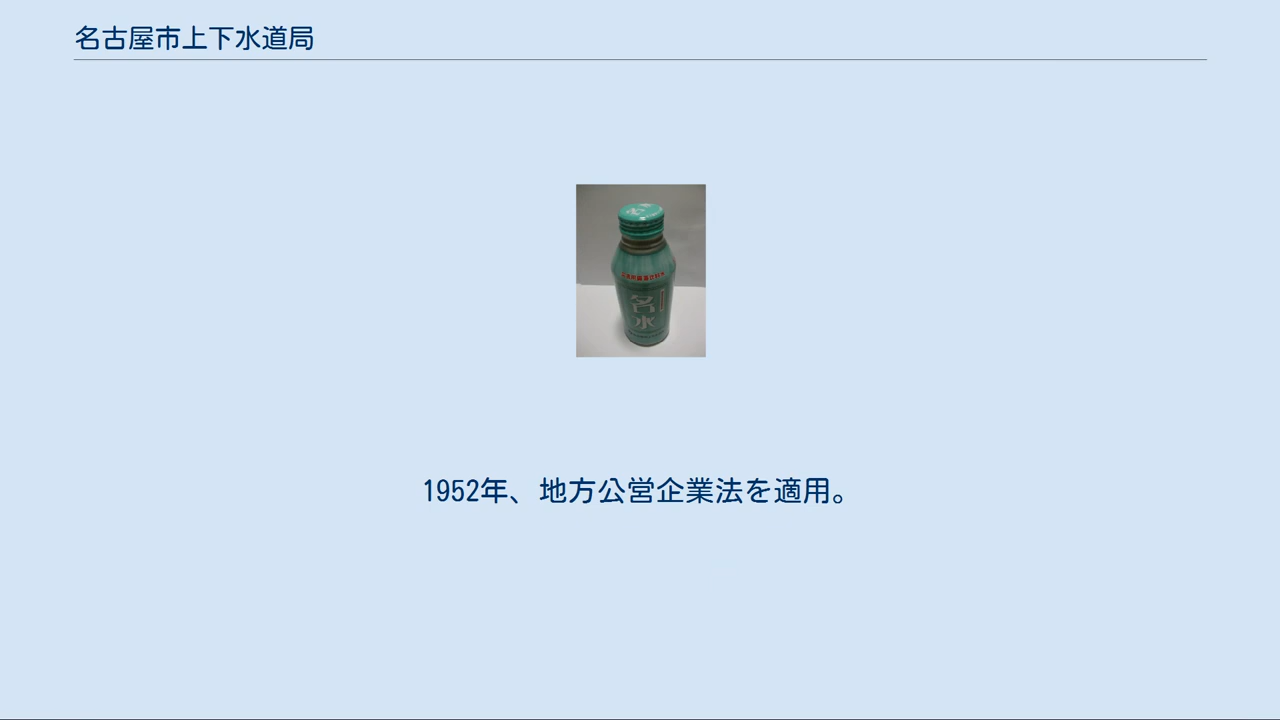 名古屋市上下水道局
名
水
1952年、地方公営企業法を適用。